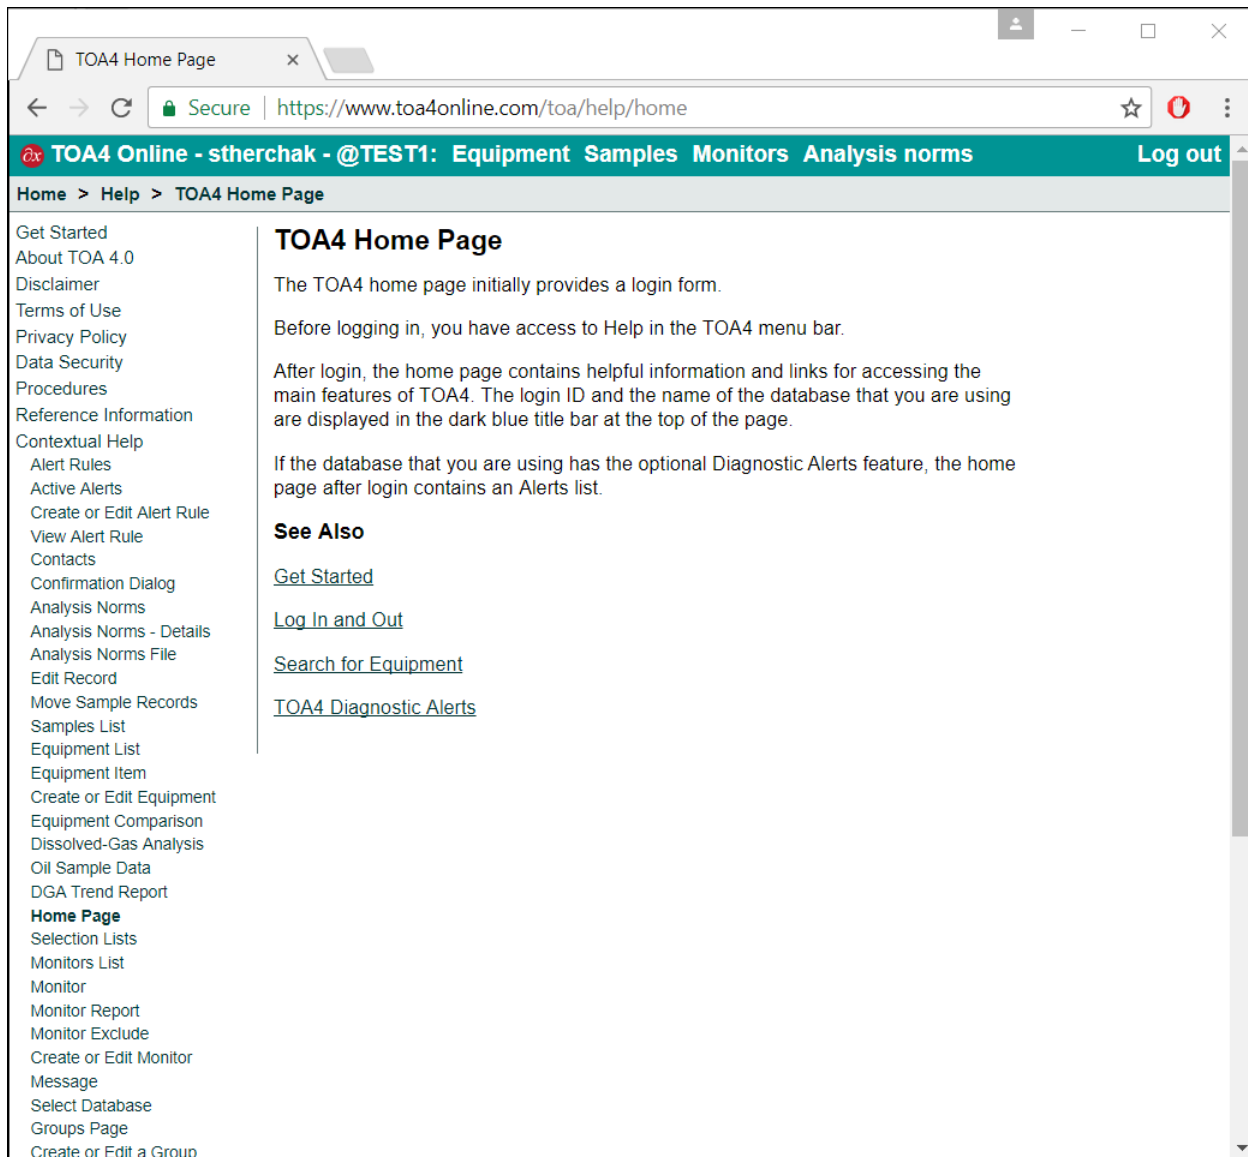 TOA4 Home Page
Secure | https://www.toa4online.com/toa/help/home
∂x TOA4 Online - stherchak - @TEST1: Equipment Samples Monitors Analysis norms Log out
Home > Help > TOA4 Home Page
Get Started
About TOA 4.0
Disclaimer
Terms of Use
Privacy Policy
Data Security
Procedures
Reference Information
Contextual Help
Alert Rules
Active Alerts
Create or Edit Alert Rule
View Alert Rule
Contacts
Confirmation Dialog
Analysis Norms
Analysis Norms - Details
Analysis Norms File
Edit Record
Move Sample Records
Samples List
Equipment List
Equipment Item
Create or Edit Equipment
Equipment Comparison
Dissolved-Gas Analysis
Oil Sample Data
DGA Trend Report
Home Page
Selection Lists
Monitors List
Monitor
Monitor Report
Monitor Exclude
Create or Edit Monitor
Message
Select Database
Groups Page
Create or Edit a Group
TOA4 Home Page
The TOA4 home page initially provides a login form.
Before logging in, you have access to Help in the TOA4 menu bar.
After login, the home page contains helpful information and links for accessing the
main features of TOA4. The login ID and the name of the database that you are using
are displayed in the dark blue title bar at the top of the page.
If the database that you are using has the optional Diagnostic Alerts feature, the home
page after login contains an Alerts list.
See Also
Get Started
Log In and Out
Search for Equipment
TOA4 Diagnostic Alerts